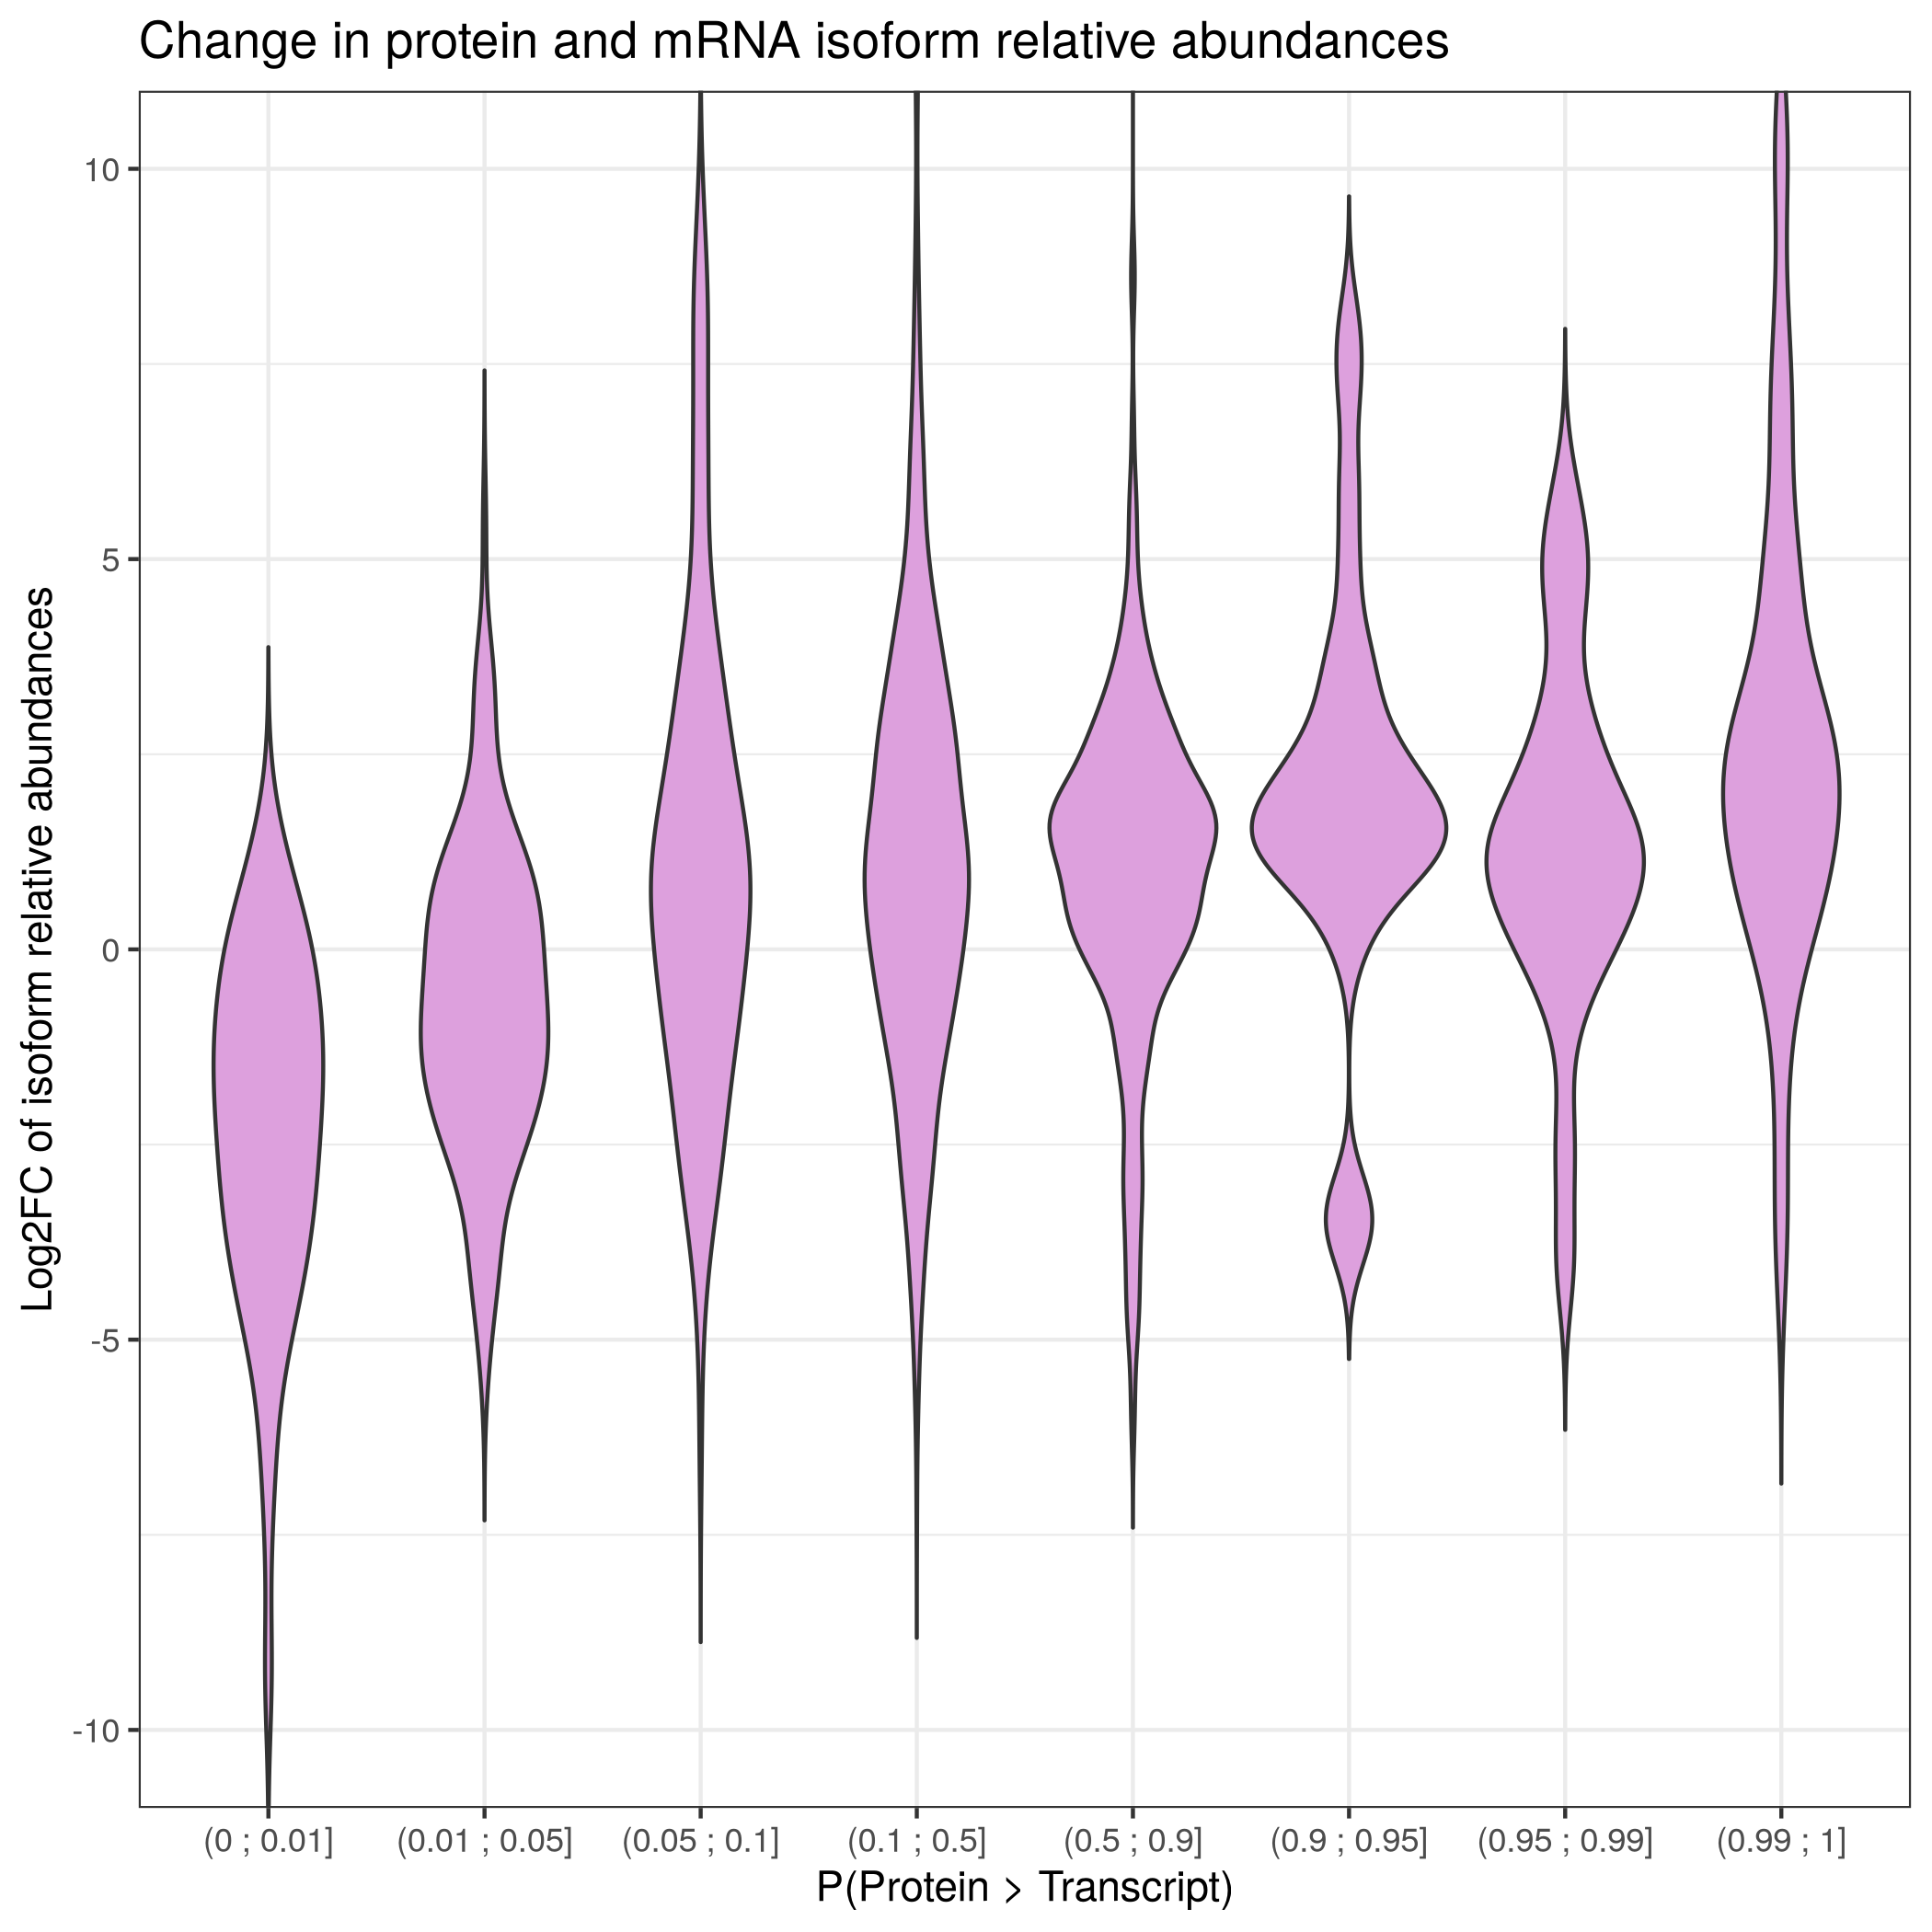 Change in protein and mRNA isoform relative abundances
Log2FC of isoform relative abundances
10
5
0
-5
-10
(0 ; 0.01]
(0.01 ; 0.05]
(0.05 ; 0.1]
(0.1 ; 0.5]
(0.5 ; 0.9]
(0.9 ; 0.95]
(0.95 ; 0.99]
(0.99 ; 1]
P(Protein > Transcript)